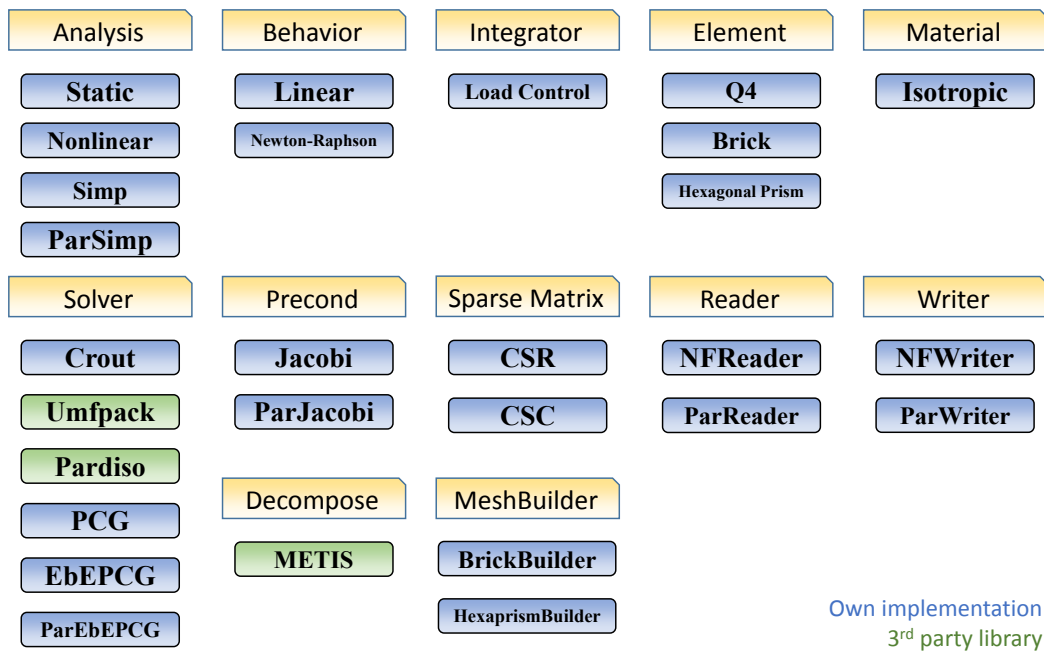 Analysis
Static
Nonlinear
Simp
ParSimp
Behavior
Linear
Newton-Raphson
Integrator
Load Control
Element
Q4
Brick
Hexagonal Prism
Material
Isotropic
Solver
Crout
Umfpack
Pardiso
PCG
EbEPCG
ParEbEPCG
Precond
Jacobi
ParJacobi
Sparse Matrix
CSR
CSC
Reader
NFReader
ParReader
Writer
NFWriter
ParWriter
Decompose
METIS
MeshBuilder
BrickBuilder
HexaprismBuilder
Own implementation
3rd party library